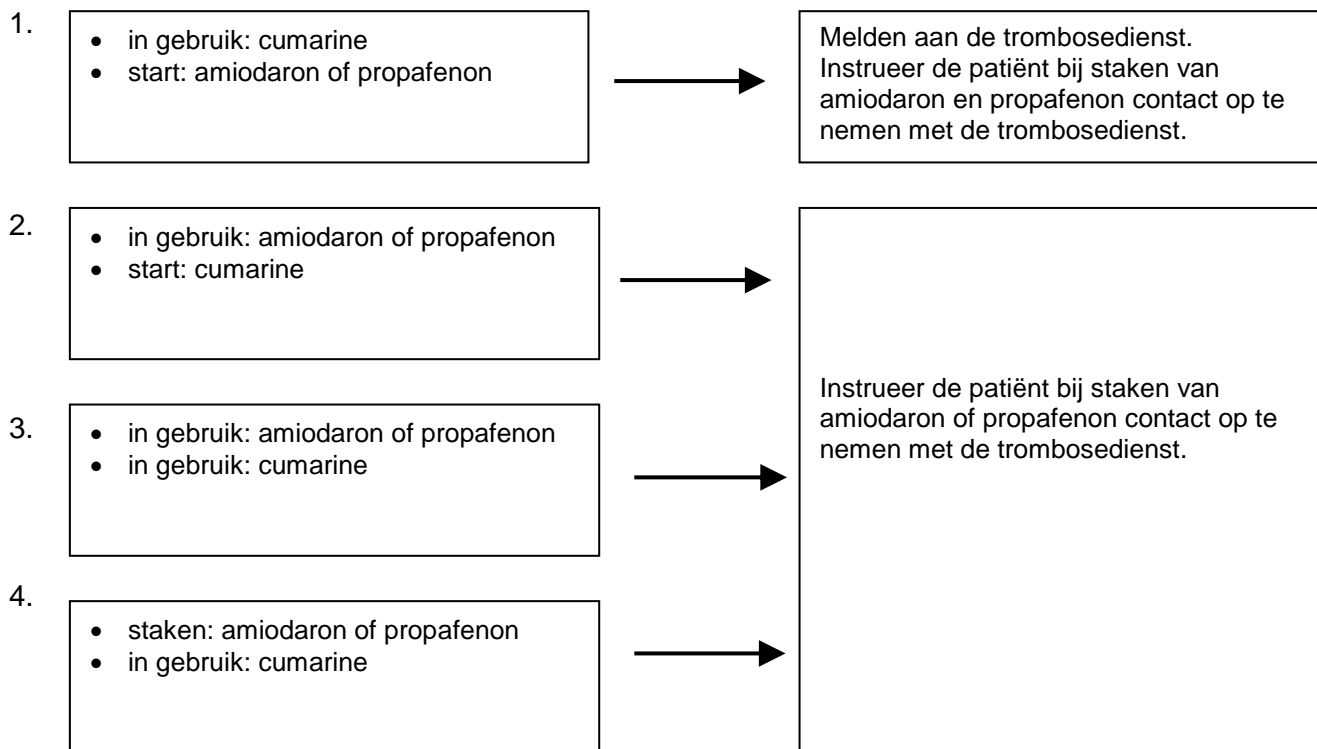 1.
• in gebruik: cumarine
• start: amiodaron of propafenon
Melden aan de trombosedienst.
Instrueer de patiënt bij staken van
amiodaron en propafenon contact op te
nemen met de trombosedienst.
2.
• in gebruik: amiodaron of propafenon
• start: cumarine
3.
• in gebruik: amiodaron of propafenon
• in gebruik: cumarine
4.
• staken: amiodaron of propafenon
• in gebruik: cumarine
Instrueer de patiënt bij staken van
amiodaron of propafenon contact op te
nemen met de trombosedienst.